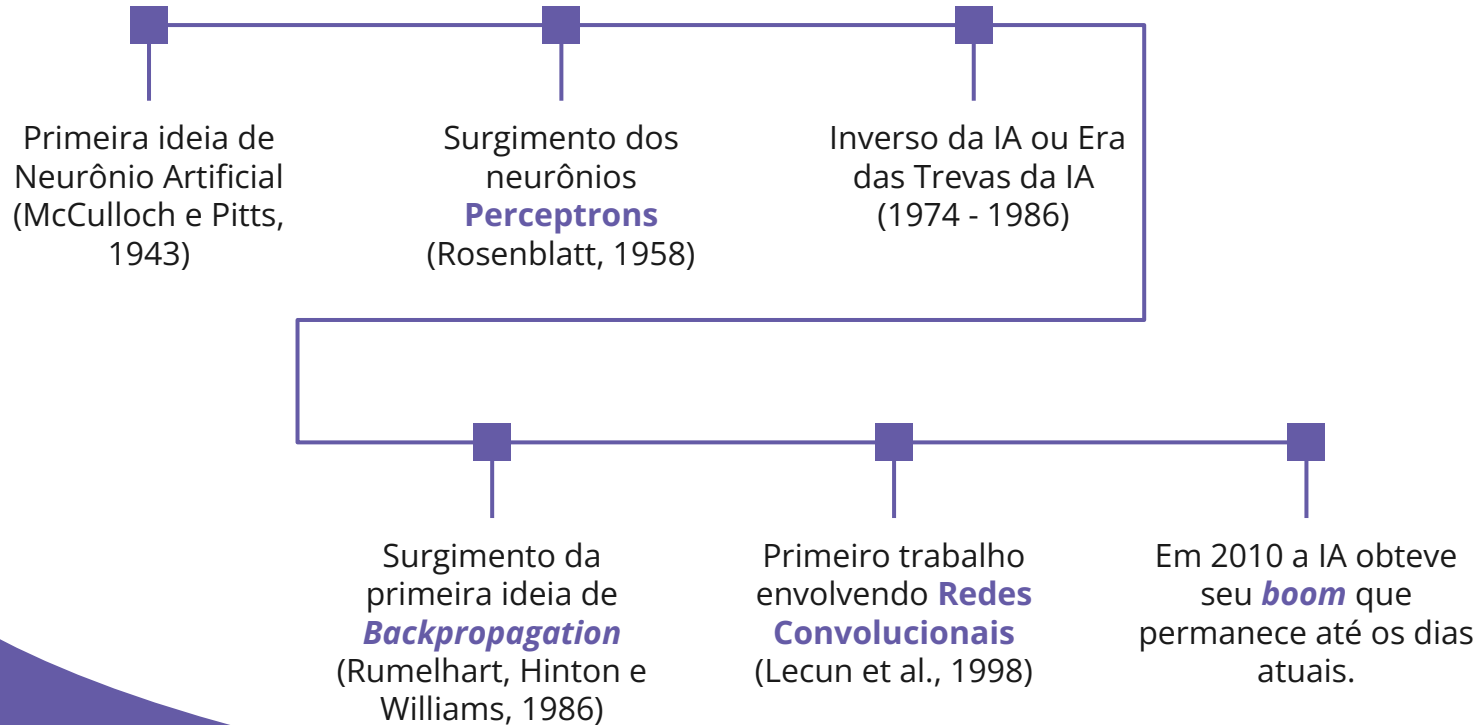 Primeira ideia de
Neurônio Artificial
(McCulloch e Pitts,
1943)
Surgimento dos
neurônios
Perceptrons
(Rosenblatt, 1958)
Inverso da IA ou Era
das Trevas da IA
(1974 - 1986)
Surgimento da
primeira ideia de
Backpropagation
(Rumelhart, Hinton e
Williams, 1986)
Primeiro trabalho
envolvendo Redes
Convolucionais
(Lecun et al., 1998)
Em 2010 a IA obteve
seu boom que
permanece até os dias
atuais.